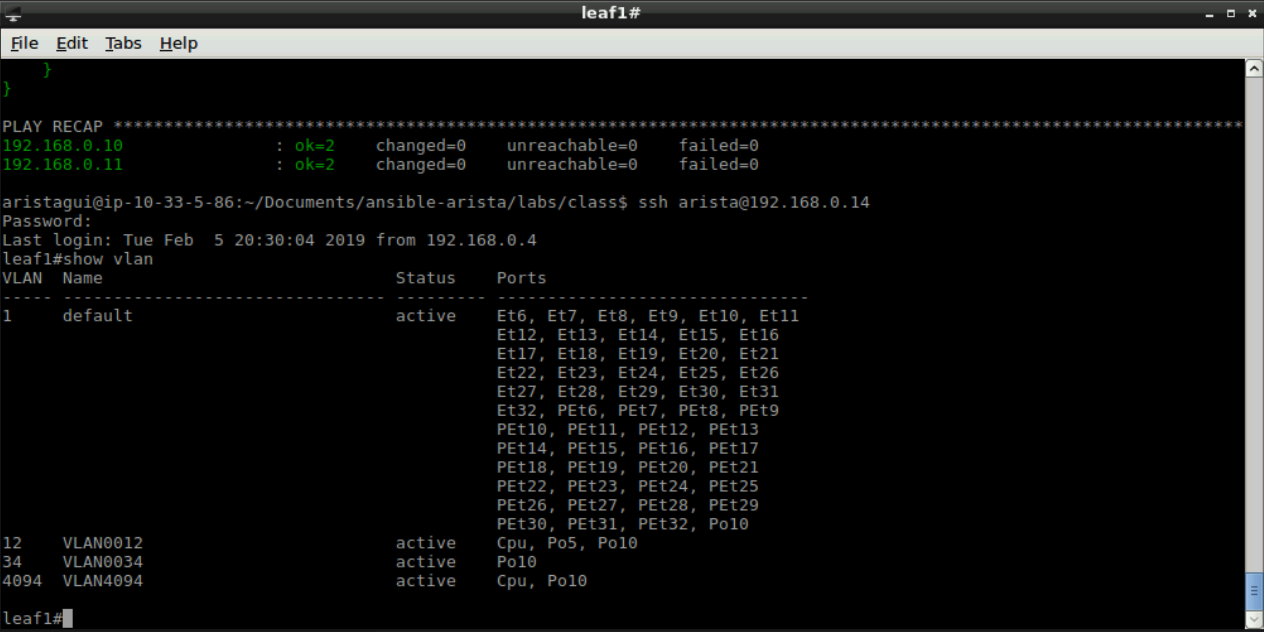 leaf1#
File Edit Tabs Help
    }
}
PLAY RECAP ****************************************************************************************************************
192.168.0.10               : ok=2    changed=0    unreachable=0    failed=0
192.168.0.11               : ok=2    changed=0    unreachable=0    failed=0
aristagui@ip-10-33-5-86:~/Documents/ansible-arista/labs/class$ ssh arista@192.168.0.14
Password:
Last login: Tue Feb  5 20:30:04 2019 from 192.168.0.4
leaf1#show vlan
VLAN  Name                             Status    Ports
----- -------------------------------- --------- -------------------------------
1     default                          active    Et6, Et7, Et8, Et9, Et10, Et11
                                                 Et12, Et13, Et14, Et15, Et16
                                                 Et17, Et18, Et19, Et20, Et21
                                                 Et22, Et23, Et24, Et25, Et26
                                                 Et27, Et28, Et29, Et30, Et31
                                                 Et32, PEt6, PEt7, PEt8, PEt9
                                                 PEt10, PEt11, PEt12, PEt13
                                                 PEt14, PEt15, PEt16, PEt17
                                                 PEt18, PEt19, PEt20, PEt21
                                                 PEt22, PEt23, PEt24, PEt25
                                                 PEt26, PEt27, PEt28, PEt29
                                                 PEt30, PEt31, PEt32, Po10
12    VLAN0012                         active    Cpu, Po5, Po10
34    VLAN0034                         active    Po10
4094  VLAN4094                         active    Cpu, Po10
leaf1#